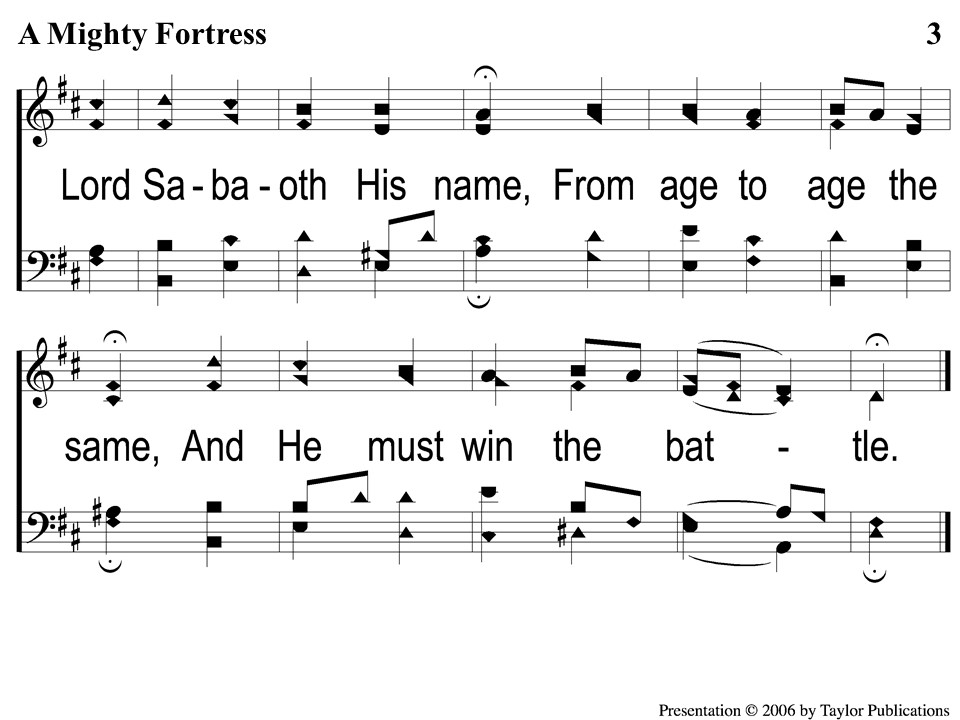 A Mighty Fortress 3
Lord Sa - ba - oth His name, From age to age the
same, And He must win the bat - tle.
Presentation © 2006 by Taylor Publications